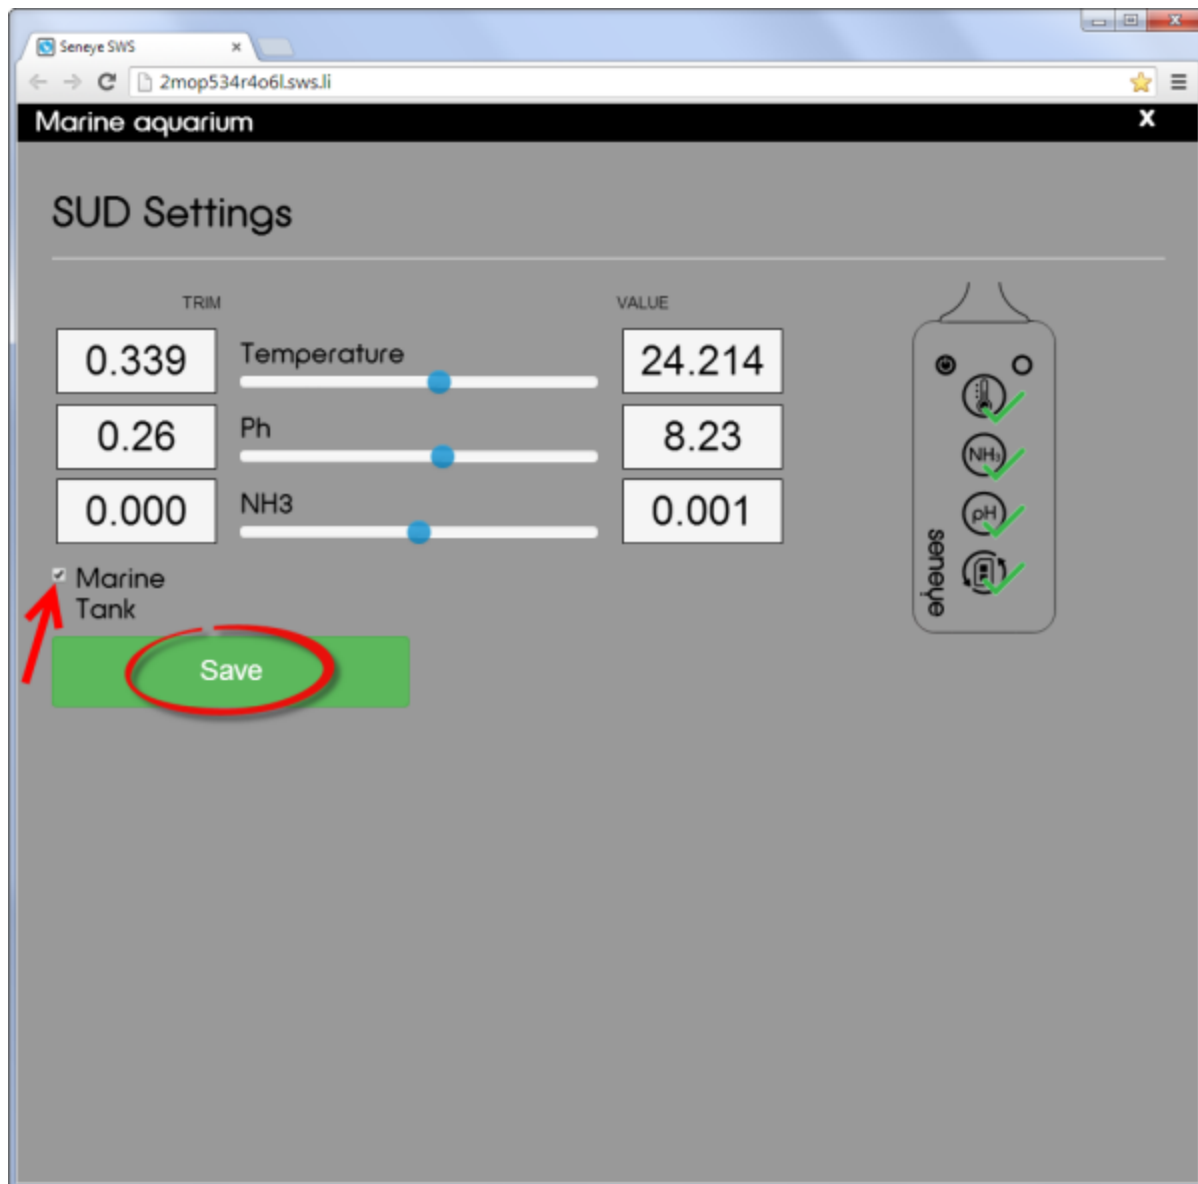 Seneye SWS
2mop534r4o6l.sws.li
Marine aquarium X
SUD Settings
TRIM VALUE
0.339 Temperature 24.214
0.26 Ph 8.23
0.000 NH3 0.001
Marine
Tank
Save
NH₃
pH
seneye